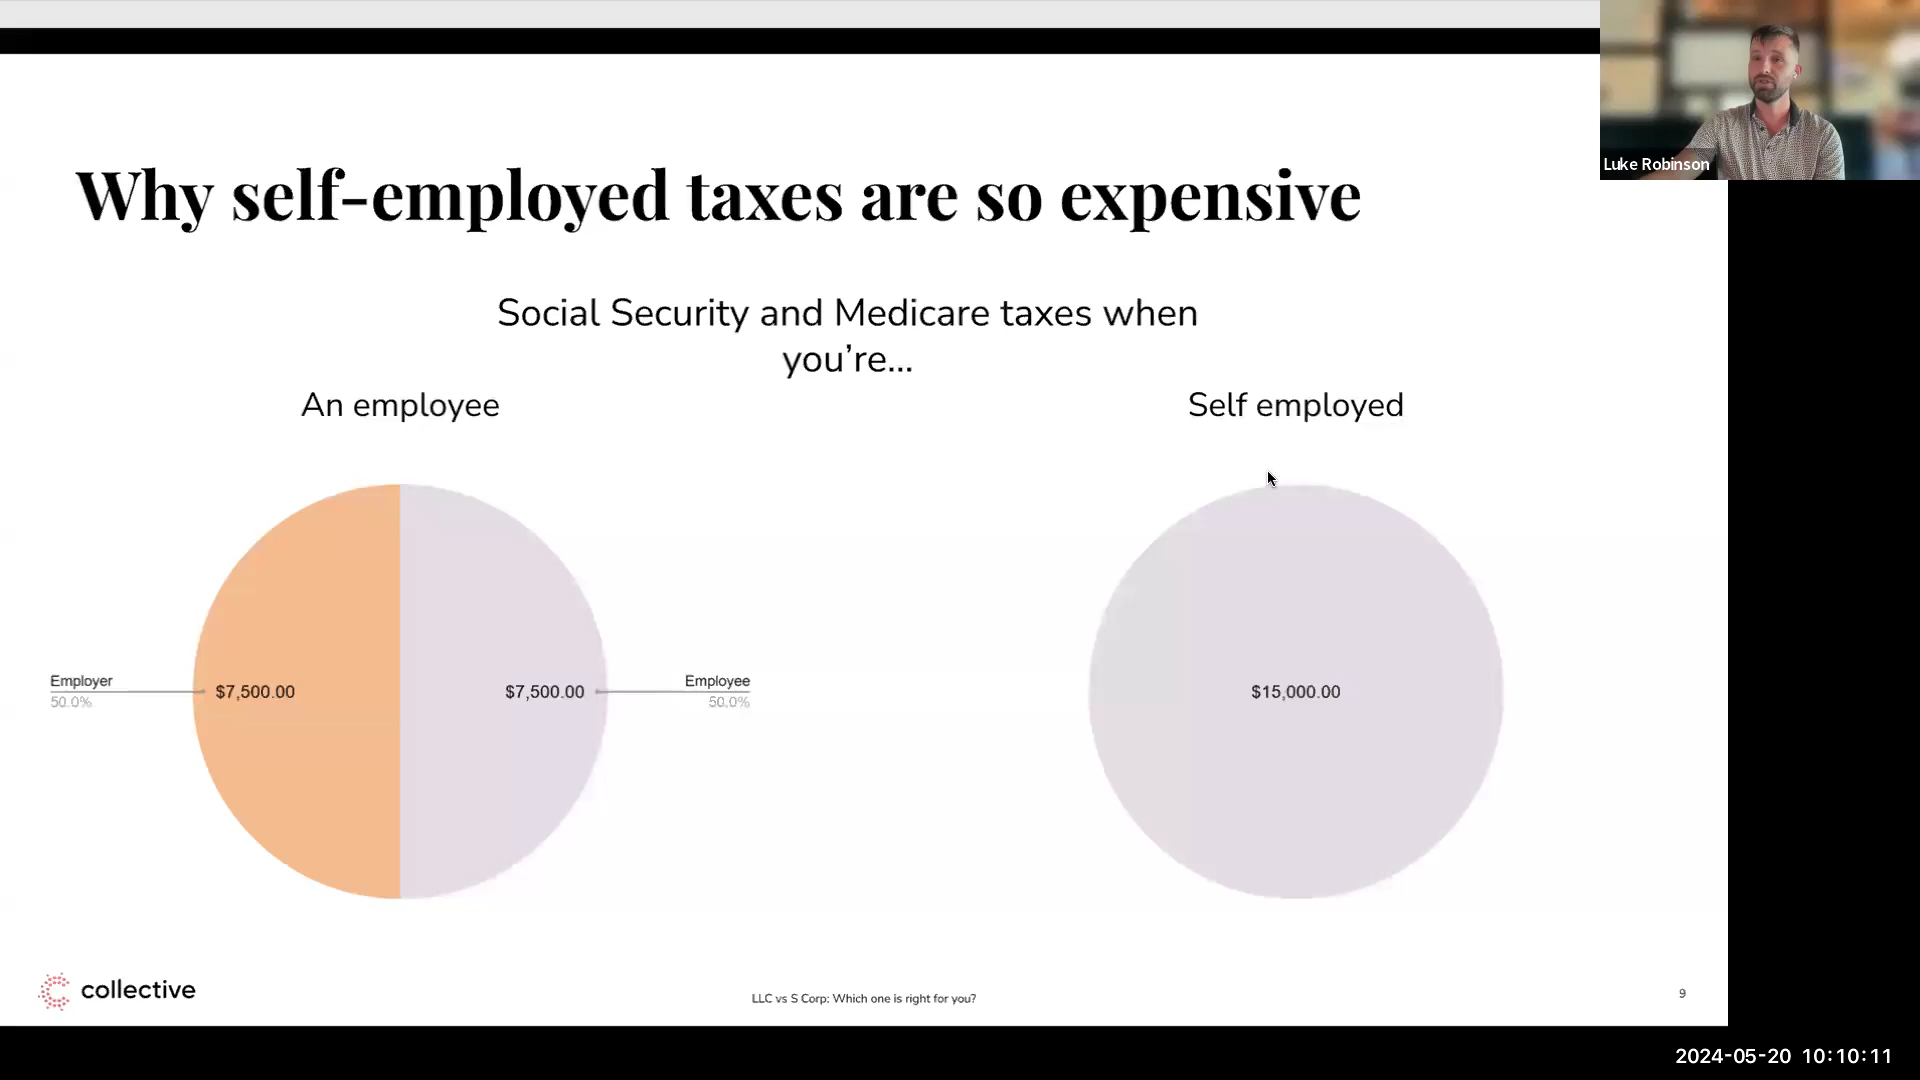 Luke Robinson
Why self-employed taxes are so expensive
Social Security and Medicare taxes when
you’re...
An employee
Self employed
Employer
50.0%
$7,500.00
$7,500.00
Employee
50.0%
$15,000.00
collective
LLC vs S Corp: Which one is right for you?
9
2024-05-20 10:10:11